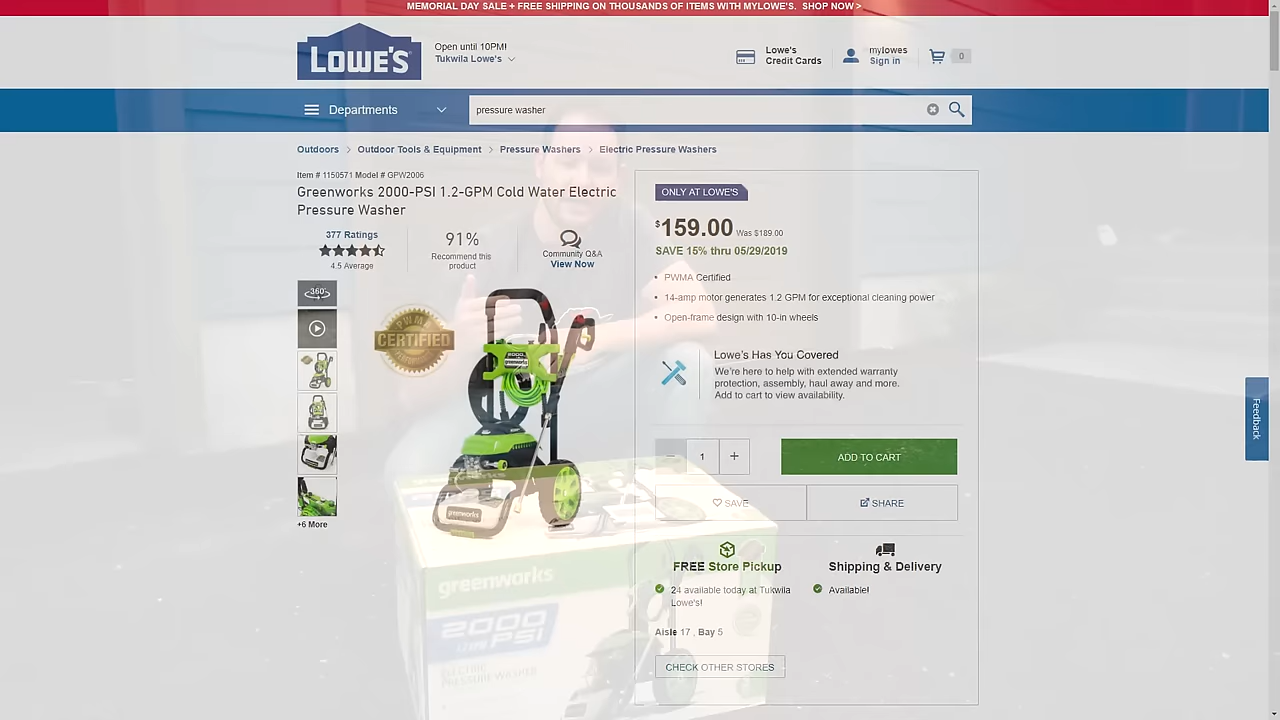 MEMORIAL DAY SALE + FREE SHIPPING ON THOUSANDS OF ITEMS WITH MYLOWE'S. SHOP NOW >
LOWE'S
Open until 10PM!
Tukwila Lowe's
Lowe's
Credit Cards
mylowes
Sign in
0
Departments
pressure washer
Outdoors > Outdoor Tools & Equipment > Pressure Washers > Electric Pressure Washers
Item # 1150571 Model # GPW2006
Greenworks 2000-PSI 1.2-GPM Cold Water Electric
Pressure Washer
377 Ratings
4.5 Average
91%
Recommend this
product
Community Q&A
View Now
360°
PWMA
CERTIFIED
2000
greenworks
greenworks
+6 More
ONLY AT LOWE'S
$159.00 Was $189.00
SAVE 15% thru 05/29/2019
• PWMA Certified
• 14-amp motor generates 1.2 GPM for exceptional cleaning power
• Open-frame design with 10-in wheels
Lowe's Has You Covered
We're here to help with extended warranty
protection, assembly, haul away and more.
Add to cart to view availability.
− 1 +
ADD TO CART
SAVE
SHARE
FREE Store Pickup
24 available today at Tukwila
Lowe's!
Aisle 17 , Bay 5
CHECK OTHER STORES
Shipping & Delivery
Available!
Feedback
greenworks
2000
PSI
ELECTRIC
PRESSURE WASHER